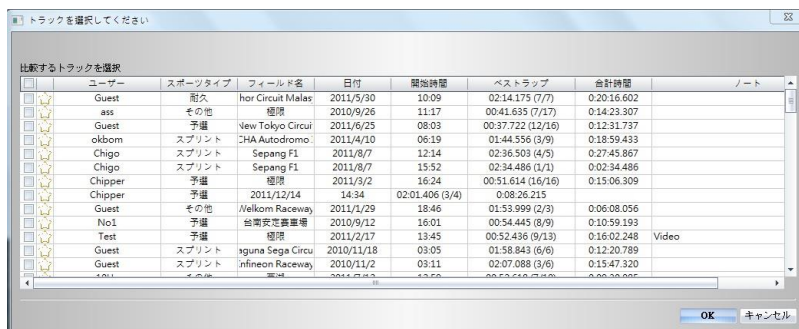 トラックを選択してください
比較するトラックを選択
ユーザー スポーツタイプ フィールド名 日付 開始時間 ベストラップ 合計時間 ノート
Guest 耐久 hor Circuit Malay 2011/5/30 10:09 02:14.175 (7/7) 0:20:16.602
ass その他 極限 2010/9/26 11:17 00:41.635 (7/17) 0:14:23.307
Guest 予選 New Tokyo Circui 2011/6/25 08:03 00:37.722 (12/16) 0:12:31.737
okbom スプリント CHA Autodromo 2011/4/10 06:19 01:44.556 (3/9) 0:18:59.433
Chigo スプリント Sepang F1 2011/8/7 12:14 02:36.503 (4/5) 0:27:45.867
Chigo スプリント Sepang F1 2011/8/7 15:52 02:34.486 (1/1) 0:02:34.486
Chipper 予選 極限 2011/3/2 16:24 00:51.614 (16/16) 0:15:06.309
Chipper 予選 2011/12/14 14:34 02:01.406 (3/4) 0:08:26.215
Guest その他 Welkom Raceway 2011/1/29 18:46 01:53.999 (2/3) 0:06:08.056
No1 予選 台南安定賽車場 2010/9/12 16:01 00:54.445 (8/9) 0:10:59.193
Test 予選 極限 2011/2/17 13:45 00:52.436 (9/13) 0:16:02.248 Video
Guest スプリント aguna Sega Circu 2010/11/18 03:05 01:58.843 (6/6) 0:12:20.789
Guest スプリント Infineon Raceway 2010/11/2 03:11 02:07.088 (3/6) 0:15:47.320
OK キャンセル